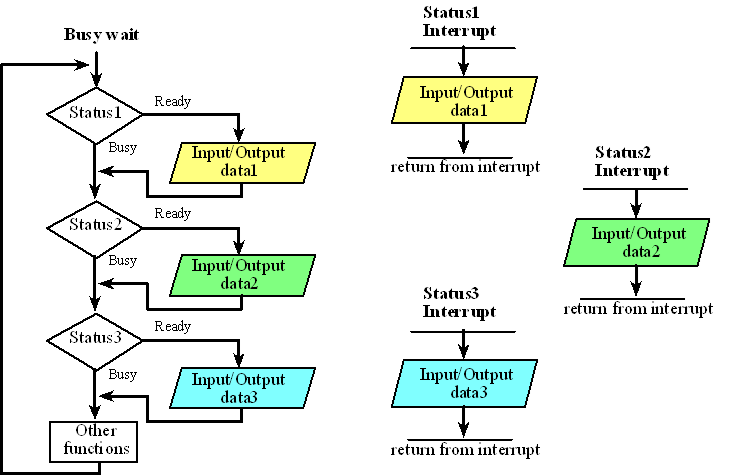 Busy wait
Status1
Ready
Busy
Input/Output
data1
Status2
Ready
Busy
Input/Output
data2
Status3
Ready
Busy
Input/Output
data3
Other
functions
Status1
Interrupt
Input/Output
data1
return from interrupt
Status2
Interrupt
Input/Output
data2
return from interrupt
Status3
Interrupt
Input/Output
data3
return from interrupt